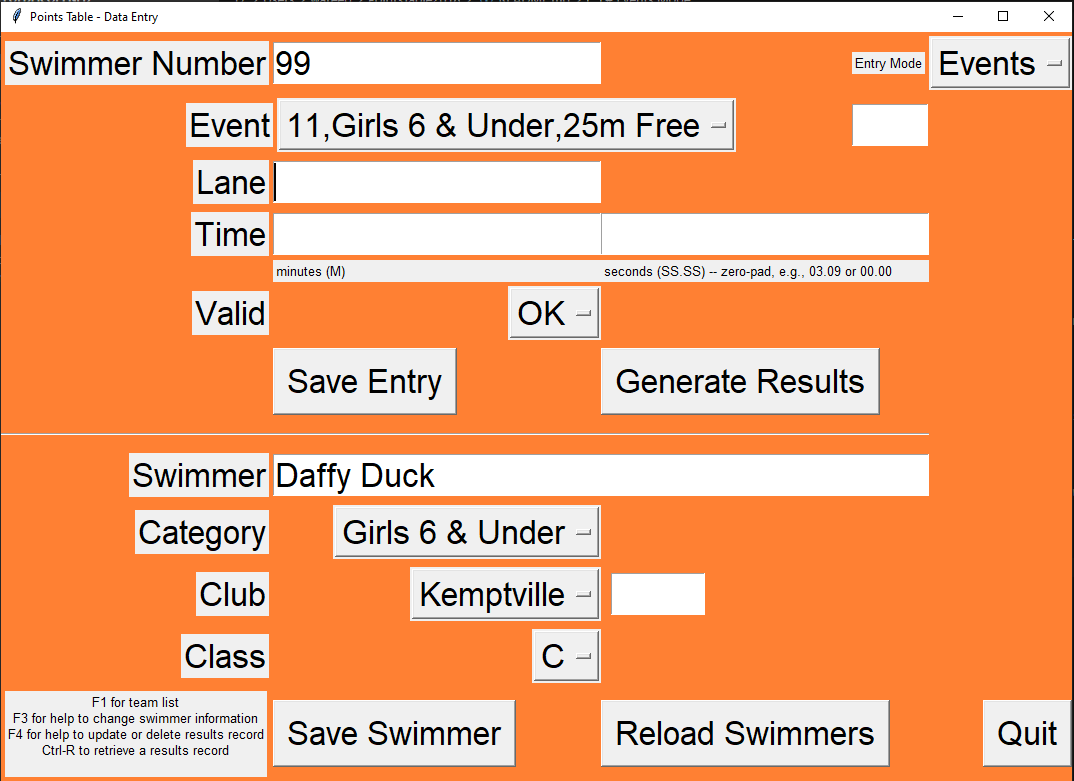 Points Table - Data Entry
Swimmer Number 99 Entry Mode Events
Event 11,Girls 6 & Under,25m Free
Lane
Time
minutes (M) seconds (SS.SS) -- zero-pad, e.g., 03.09 or 00.00
Valid OK
Save Entry Generate Results
Swimmer Daffy Duck
Category Girls 6 & Under
Club Kemptville
Class C
F1 for team list
F3 for help to change swimmer information
F4 for help to update or delete results record
Ctrl-R to retrieve a results record
Save Swimmer Reload Swimmers Quit